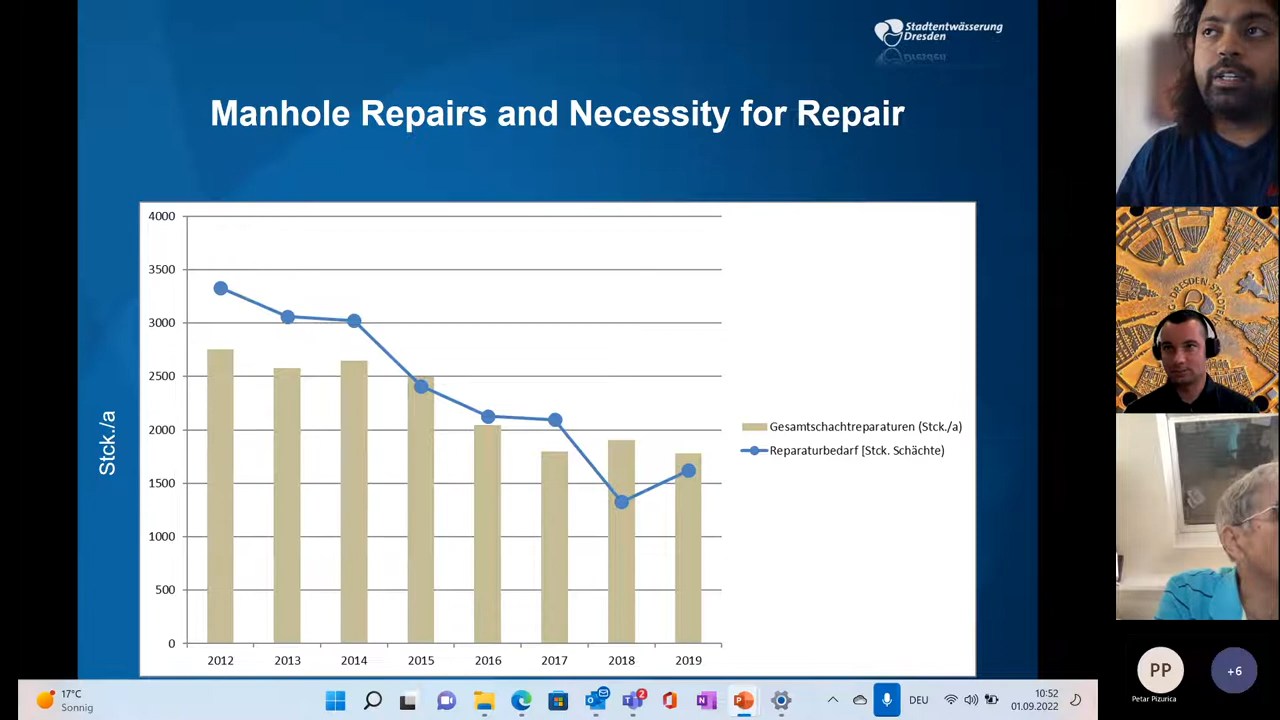 Stadtentwässerung
Dresden
Manhole Repairs and Necessity for Repair
Stck./a
4000
3500
3000
2500
2000
1500
1000
500
0
2012 2013 2014 2015 2016 2017 2018 2019
Gesamtschachtreparaturen (Stck./a)
Reparaturbedarf [Stck. Schächte)
DRESDEN
PP
+6
Petar Pizurica
17°C
Sonnig
2
DEU
10:52
01.09.2022